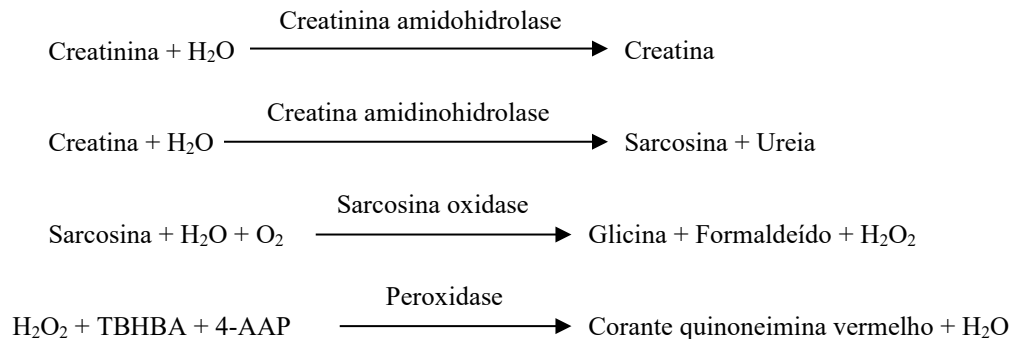 Creatinina amidohidrolase
Creatinina + H₂O Creatina
Creatina amidinohidrolase
Creatina + H₂O Sarcosina + Ureia
Sarcosina oxidase
Sarcosina + H₂O + O₂ Glicina + Formaldeído + H₂O₂
Peroxidase
H₂O₂ + TBHBA + 4-AAP Corante quinoneimina vermelho + H₂O